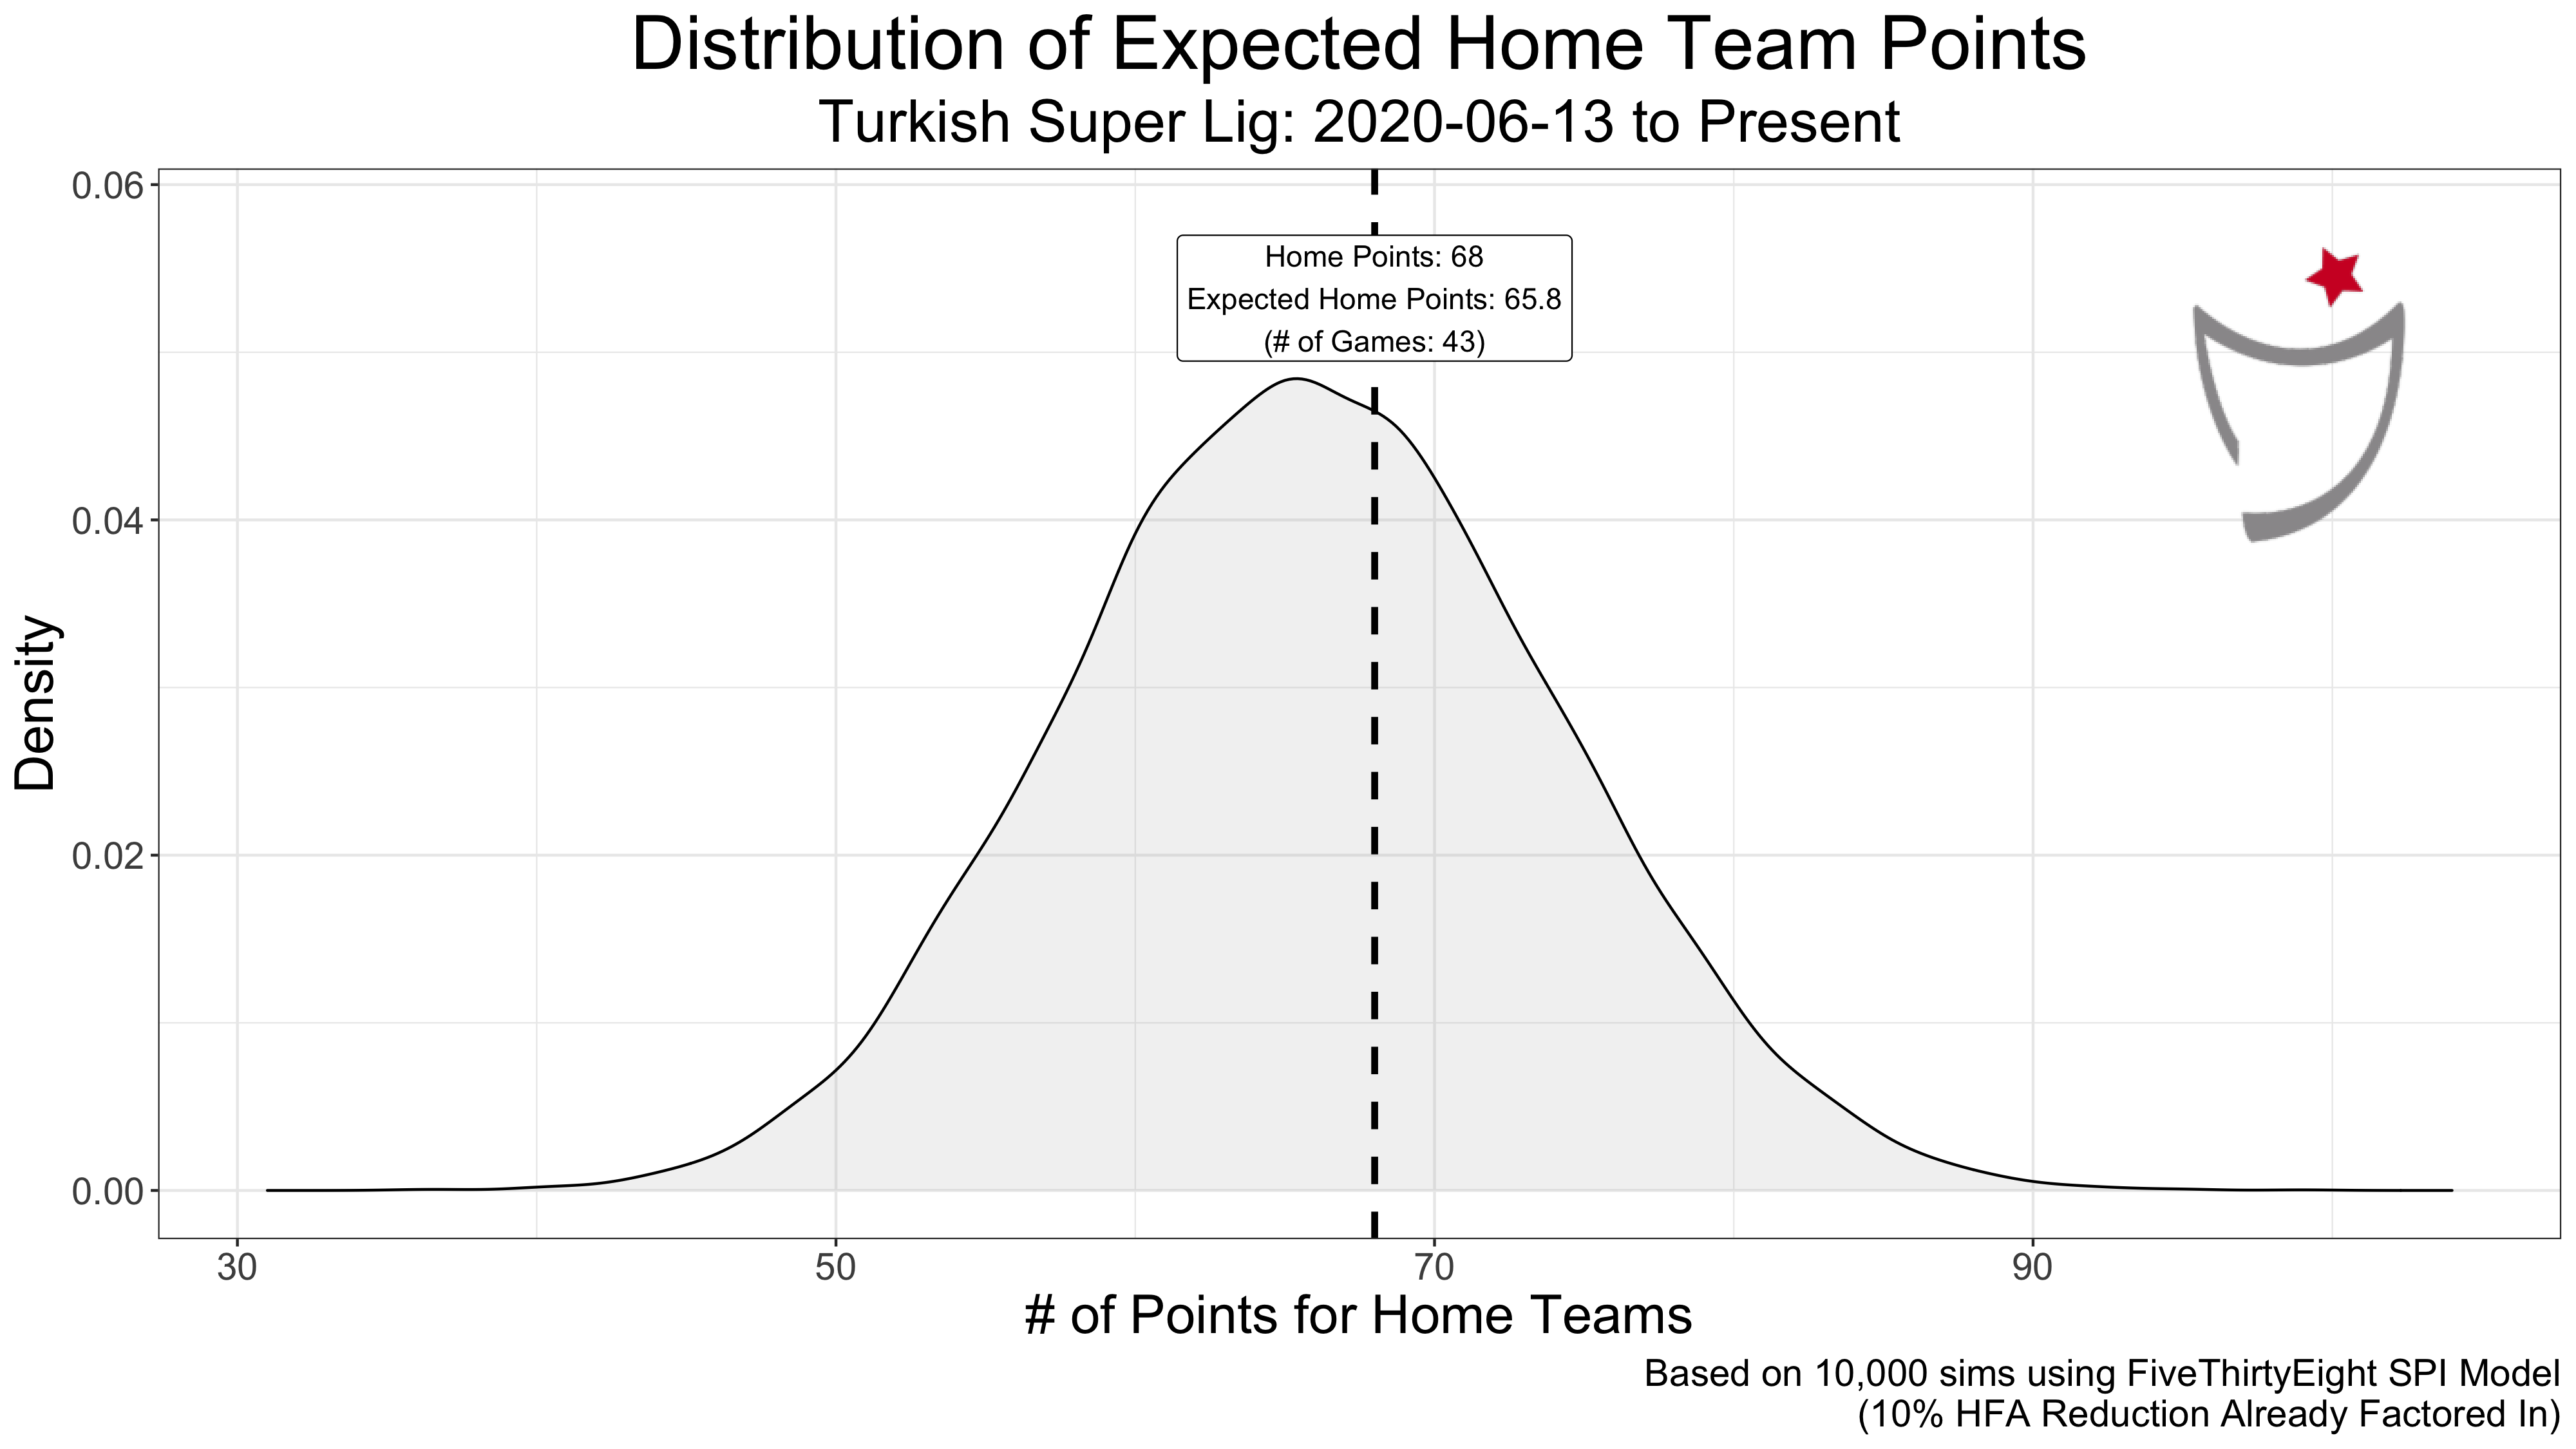 Distribution of Expected Home Team Points
Turkish Super Lig: 2020-06-13 to Present
0.06
Home Points: 68
Expected Home Points: 65.8
(# of Games: 43)
0.04
Density
0.02
0.00
30
50
70
90
# of Points for Home Teams
Based on 10,000 sims using FiveThirtyEight SPI Model
(10% HFA Reduction Already Factored In)